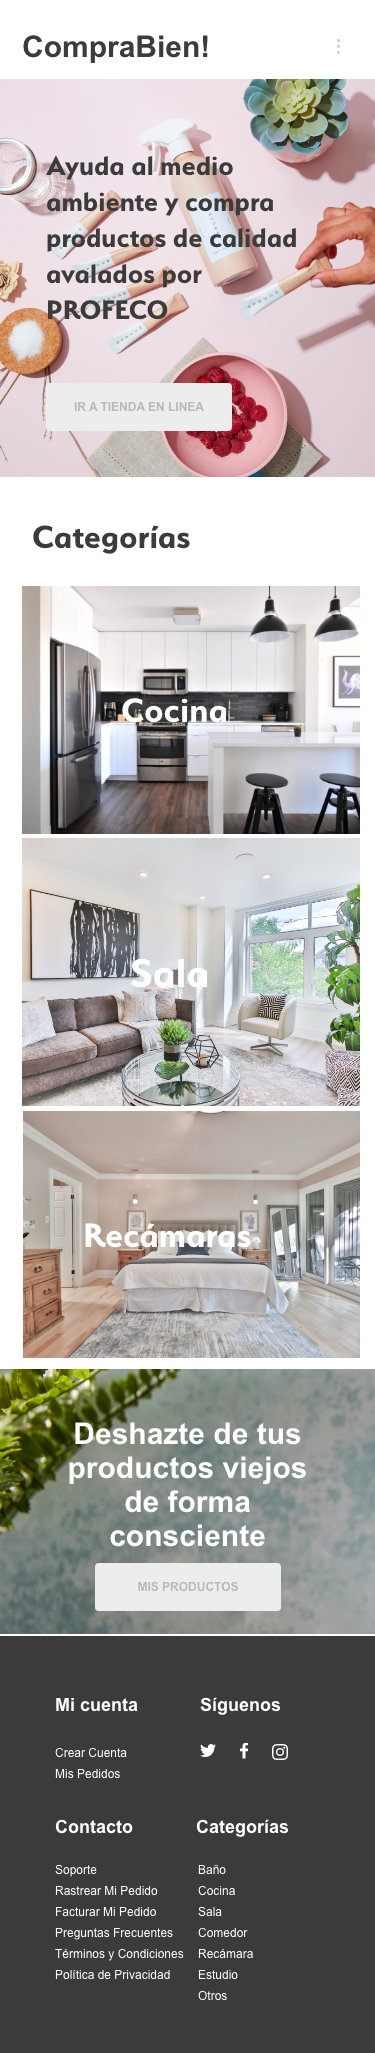 CompraBien!
Ayuda al medio
ambiente y compra
productos de calidad
avalados por
PROFECO
IR A TIENDA EN LINEA
Categorías
Cocina
Sala
Recámaras
Deshazte de tus
productos viejos
de forma
consciente
MIS PRODUCTOS
Mi cuenta
Crear Cuenta
Mis Pedidos
Síguenos
Contacto
Soporte
Rastrear Mi Pedido
Facturar Mi Pedido
Preguntas Frecuentes
Términos y Condiciones
Política de Privacidad
Categorías
Baño
Cocina
Sala
Comedor
Recámara
Estudio
Otros